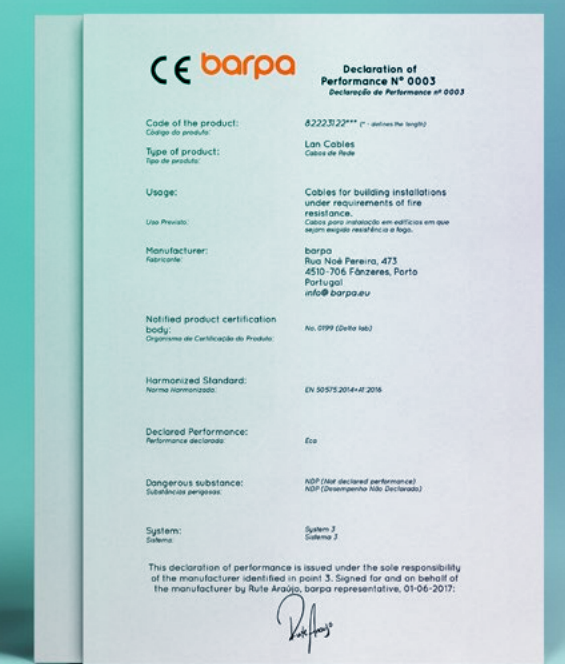 CE barpa
Declaration of
Performance Nº 0003
Declaração de Performance nº 0003
Code of the product:
Código do produto:
82223122*** (* - defines the length)
Type of product:
Tipo de produto:
Lan Cables
Cabos de Rede
Usage:
Cables for building installations
under requirements of fire
resistance.
Uso Previsto:
Cabos para instalação em edifícios em que
sejam exigida resistência a fogo.
Manufacturer:
Fabricante:
barpa
Rua Noé Pereira, 473
4510-706 Fânzeres, Porto
Portugal
info@barpa.eu
Notified product certification
body:
Organismo de Certificação do Produto:
No. 0199 (Delta lab)
Harmonized Standard:
Norma Harmonizada:
EN 50575:2014+A1:2016
Declared Performance:
Performance declarada:
Eca
Dangerous substance:
Substâncias perigosas:
NDP (Not declared performance)
NDP (Desempenho Não Declarado)
System:
Sistema:
System 3
Sistema 3
This declaration of performance is issued under the sole responsibility
of the manufacturer identified in point 3. Signed for and on behalf of
the manufacturer by Rute Araújo, barpa representative, 01-06-2017:
Rute Araujo